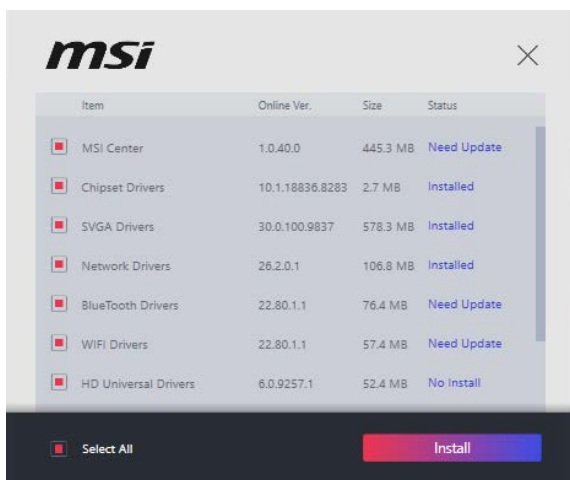 msi
Item Online Ver. Size Status
MSI Center 1.0.40.0 445.3 MB Need Update
Chipset Drivers 10.1.18836.8283 2.7 MB Installed
SVGA Drivers 30.0.100.9837 578.3 MB Installed
Network Drivers 26.2.0.1 106.8 MB Installed
BlueTooth Drivers 22.80.1.1 76.4 MB Need Update
WIFI Drivers 22.80.1.1 57.4 MB Need Update
HD Universal Drivers 6.0.9257.1 52.4 MB No Install
Select All Install